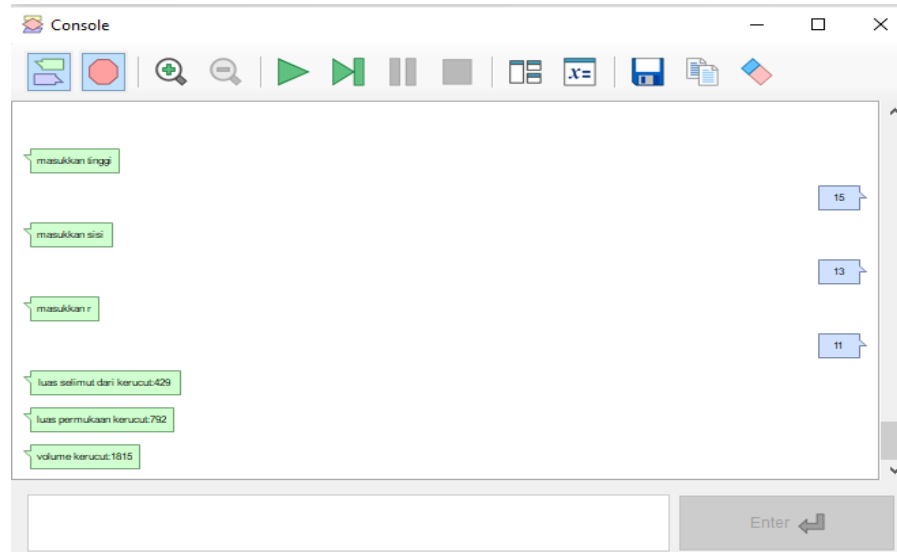 Console
x=
masukkan tinggi
15
masukkan sisi
13
masukkan r
11
luas selimut dari kerucut:429
luas permukaan kerucut:792
volume kerucut:1815
Enter